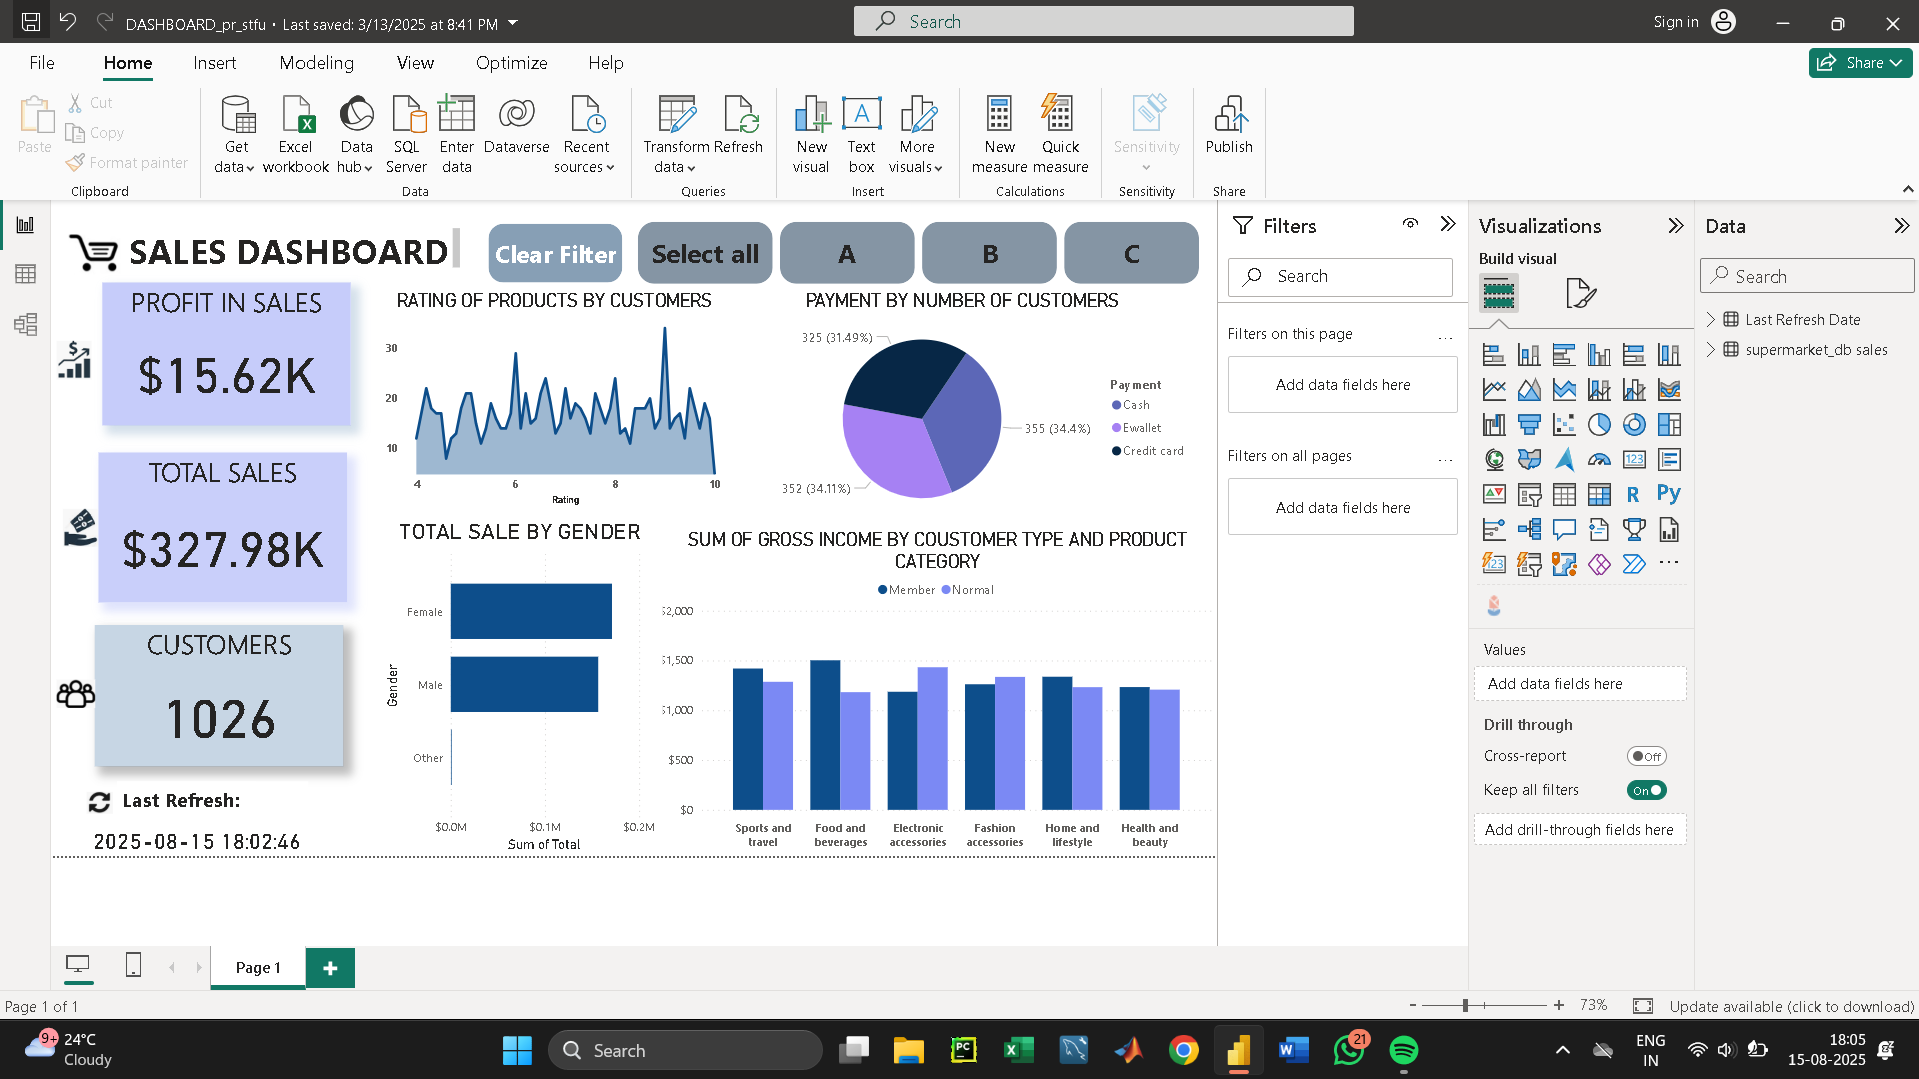 DASHBOARD_pr_stfu • Last saved: 3/13/2025 at 8:41 PM
Search
Sign in
File
Home
Insert
Modeling
View
Optimize
Help
Share
Paste
Cut
Copy
Format painter
Clipboard
Get data
Excel workbook
Data hub
SQL Server
Enter data
Dataverse
Recent sources
Data
Transform data
Refresh
Queries
New visual
Text box
More visuals
Insert
New measure
Quick measure
Calculations
Sensitivity
Sensitivity
Publish
Share
SALES DASHBOARD
Clear Filter
Select all
A
B
C
PROFIT IN SALES
$15.62K
TOTAL SALES
$327.98K
CUSTOMERS
1026
Last Refresh:
2025-08-15 18:02:46
RATING OF PRODUCTS BY CUSTOMERS
30
20
10
4
6
8
10
Rating
PAYMENT BY NUMBER OF CUSTOMERS
325 (31.49%)
355 (34.4%)
352 (34.11%)
Payment
Cash
Ewallet
Credit card
TOTAL SALE BY GENDER
Gender
Female
Male
Other
$0.0M
$0.1M
$0.2M
Sum of Total
SUM OF GROSS INCOME BY COUSTOMER TYPE AND PRODUCT
CATEGORY
Member
Normal
$2,000
$1,500
$1,000
$500
$0
Sports and travel
Food and beverages
Electronic accessories
Fashion accessories
Home and lifestyle
Health and beauty
Filters
Search
Filters on this page
...
Add data fields here
Filters on all pages
...
Add data fields here
Visualizations
Build visual
123
R
Py
123
...
Values
Add data fields here
Drill through
Cross-report
Off
Keep all filters
On
Add drill-through fields here
Data
Search
Last Refresh Date
supermarket_db sales
Page 1
Page 1 of 1
- + 73%
Update available (click to download)
9+
24°C
Cloudy
Search
PC
21
ENG
IN
18:05
15-08-2025